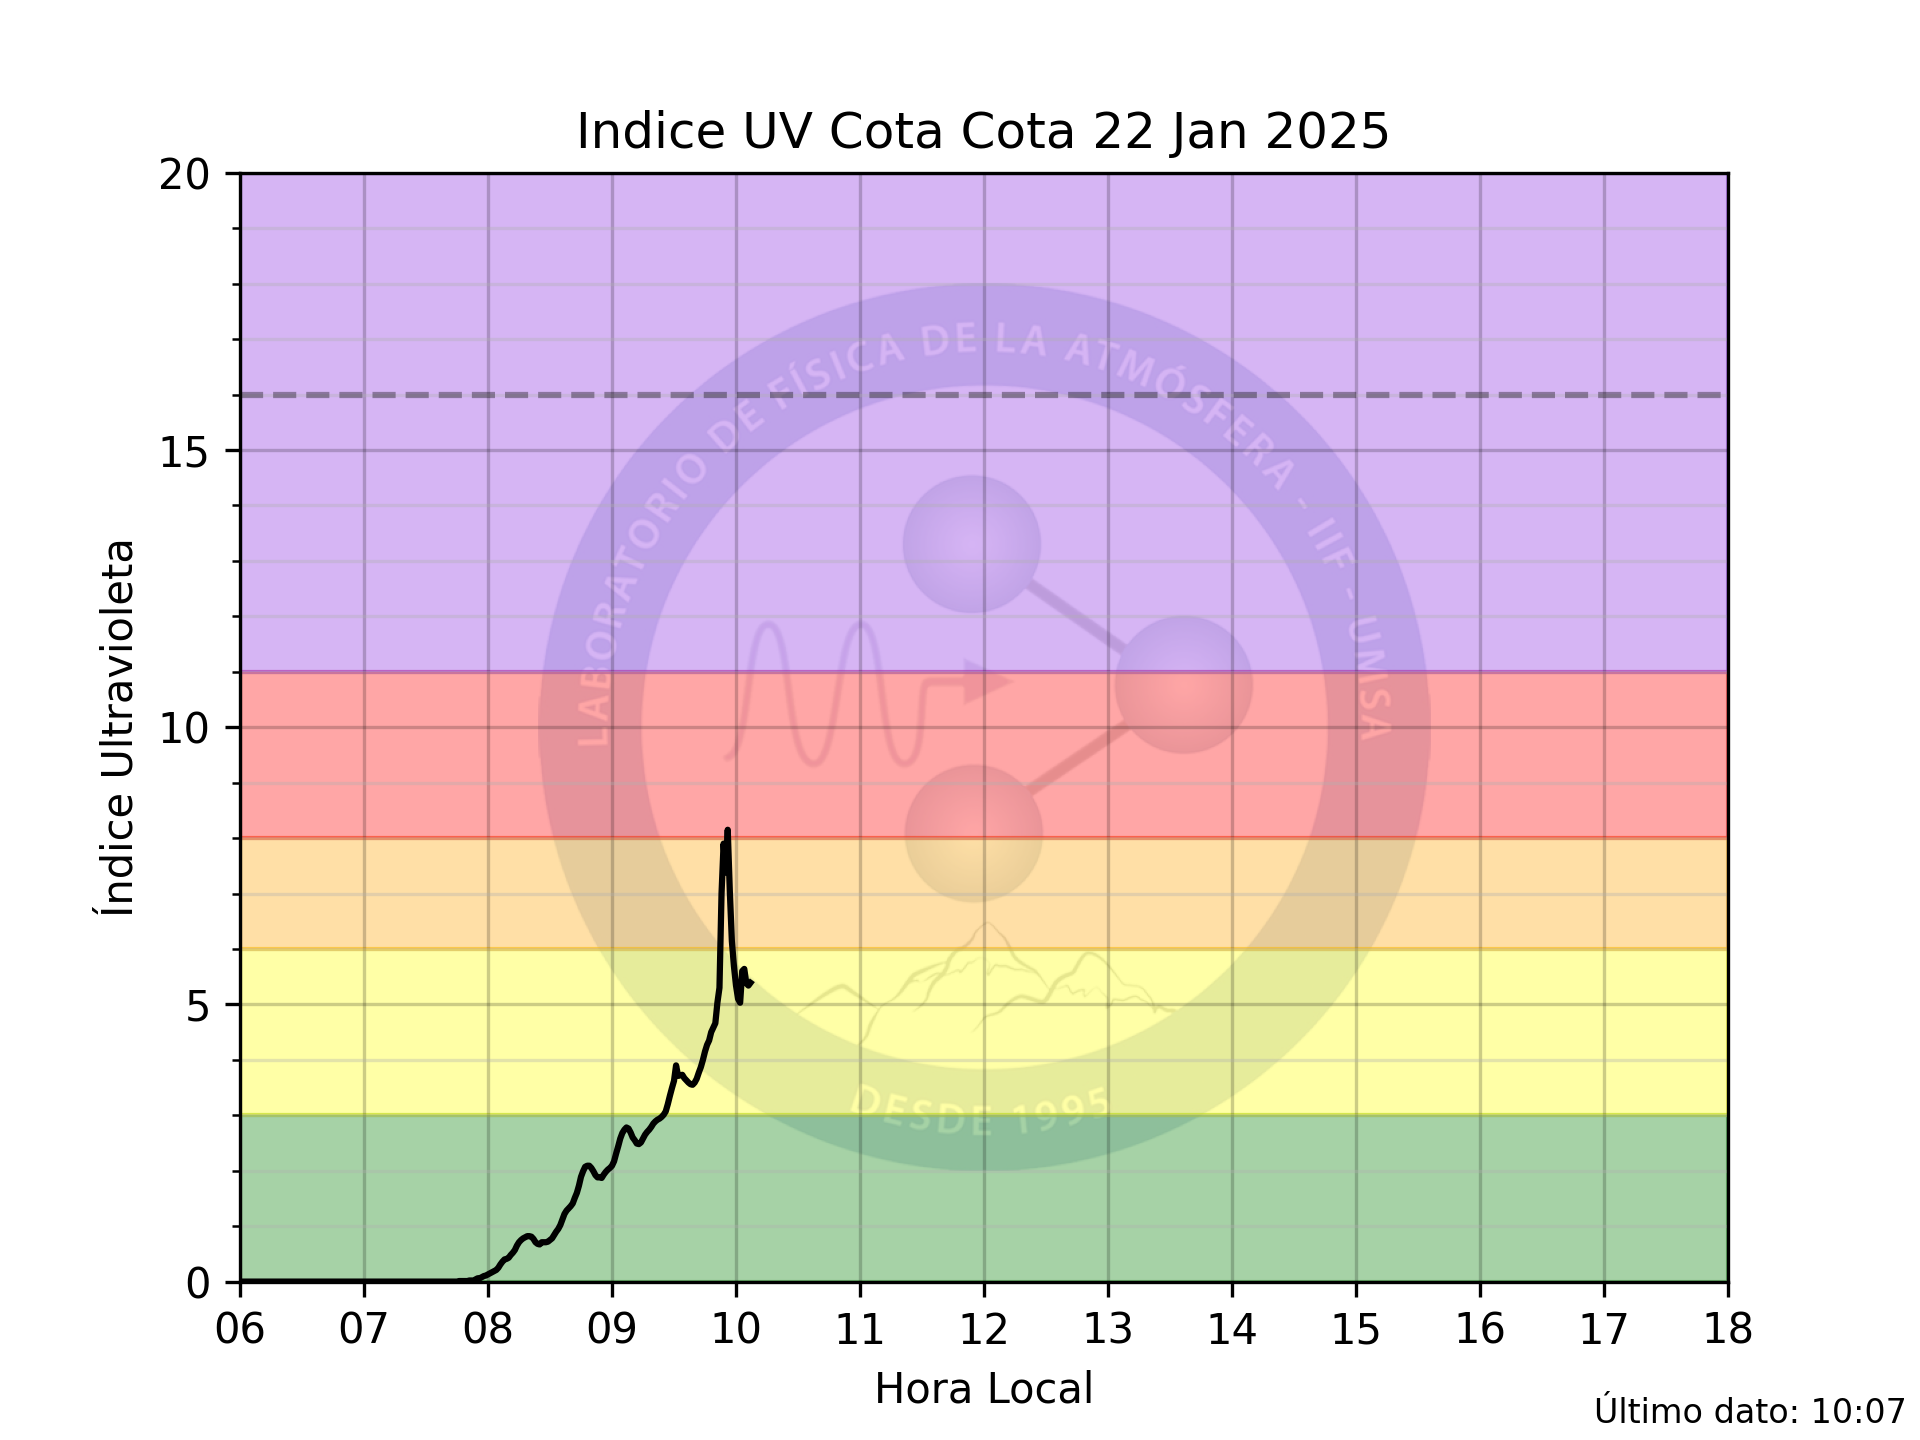 Indice UV Cota Cota 22 Jan 2025
20
15
10
5
0
Índice Ultravioleta
LABORATORIO DE FÍSICA DE LA ATMÓSFERA - IIF - UMSA
DESDE 1995
06 07 08 09 10 11 12 13 14 15 16 17 18
Hora Local
Último dato: 10:07